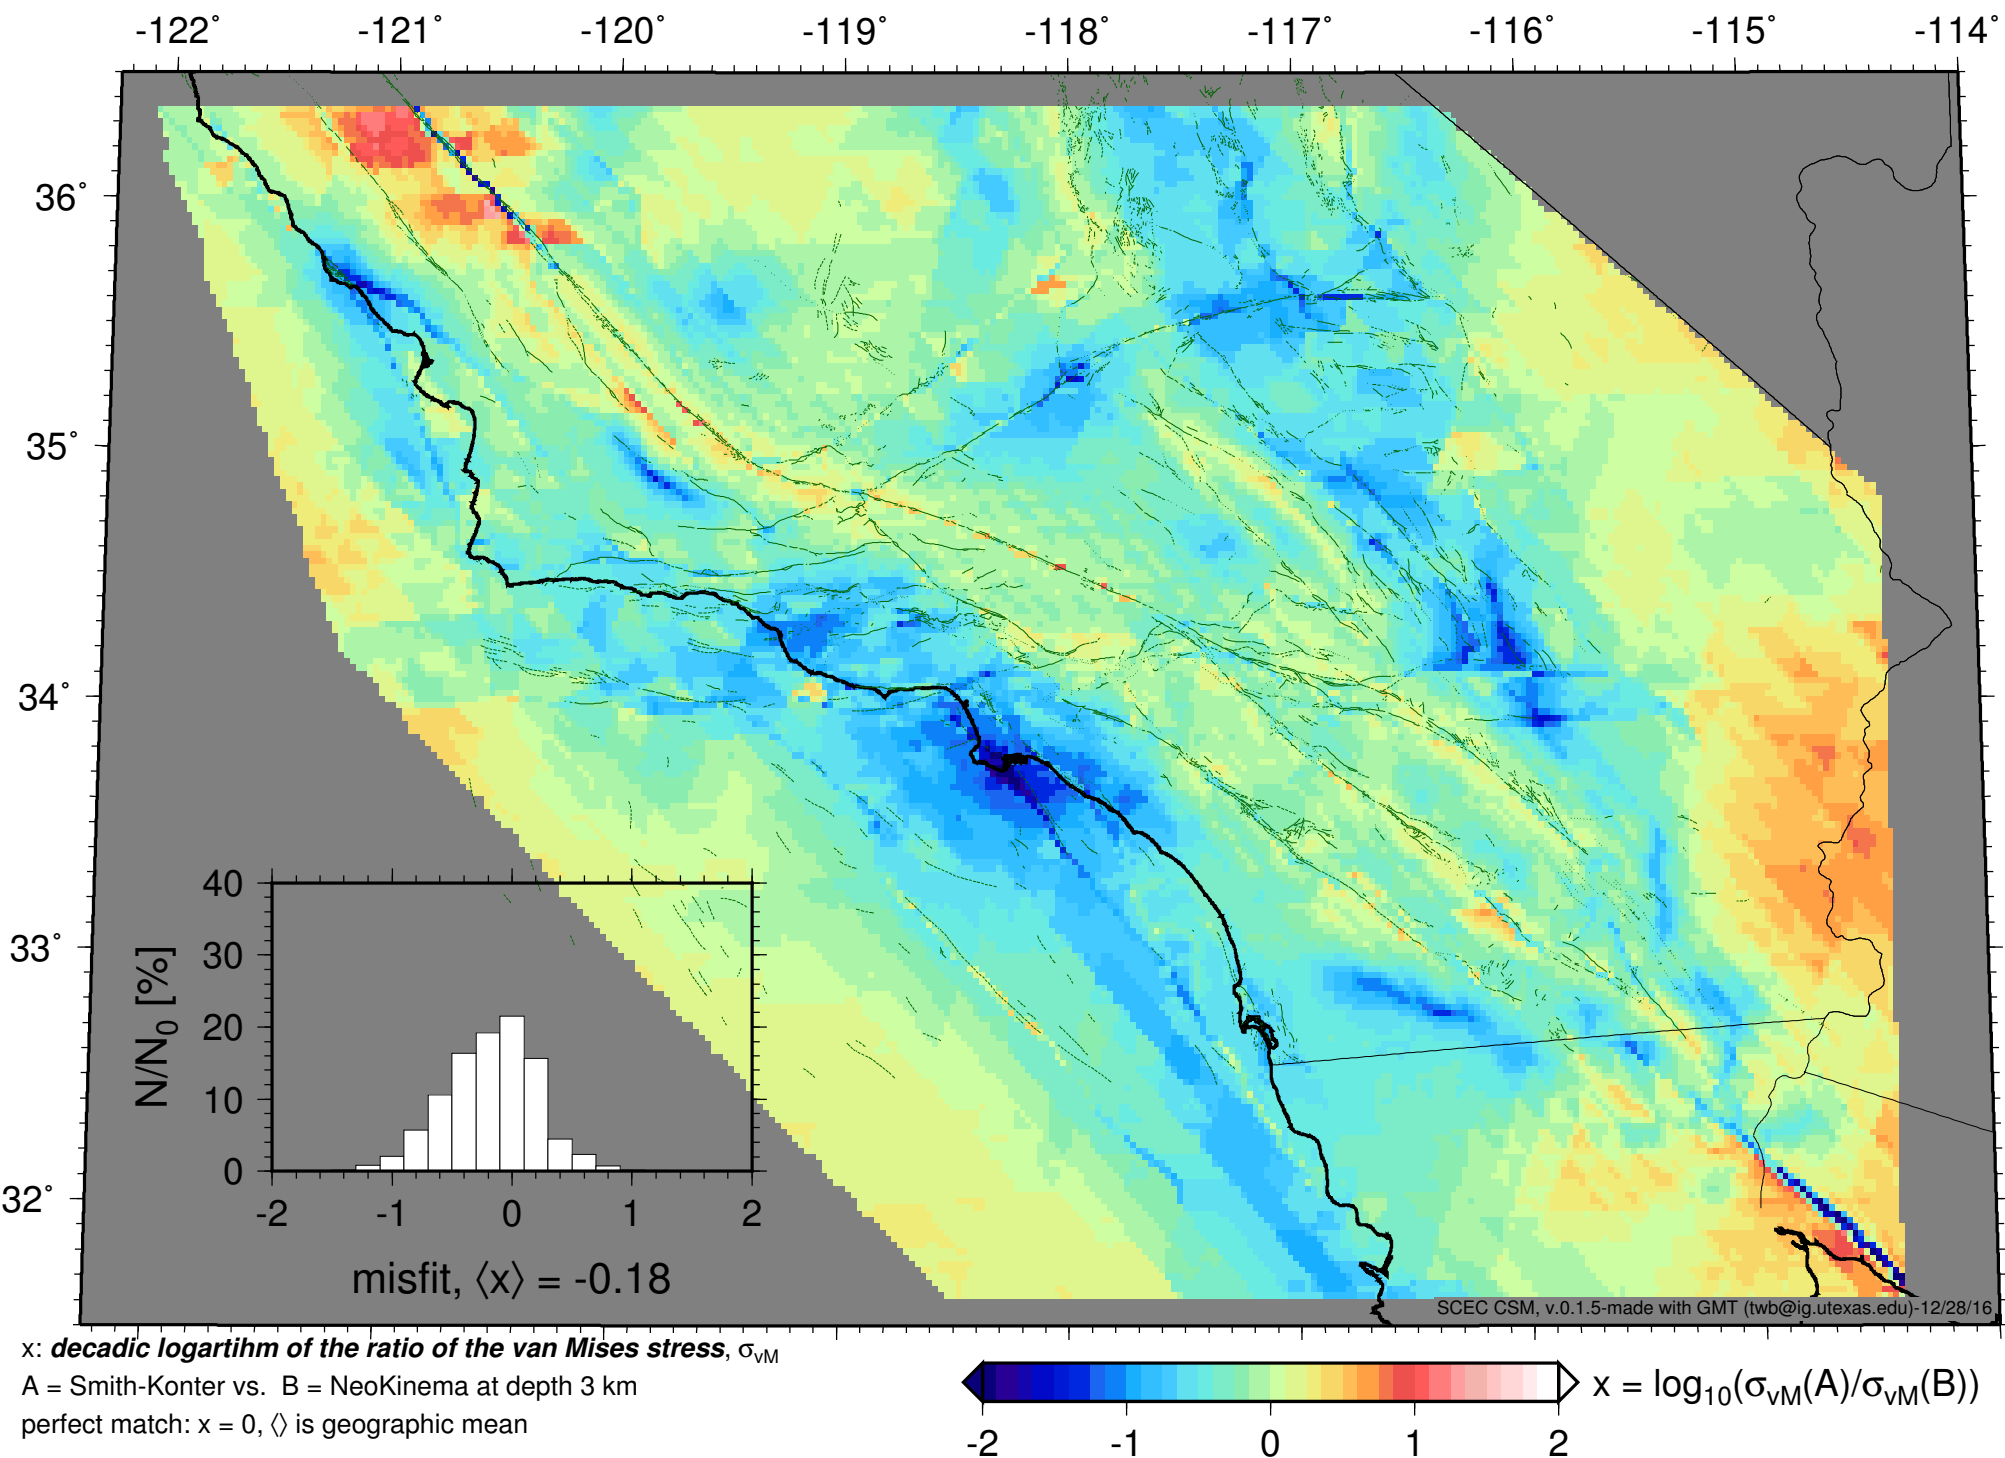 -122° -121° -120° -119° -118° -117° -116° -115° -114°
36°
35°
34°
33°
32°
40
30
20
10
0
N/N0 [%]
-2 -1 0 1 2
misfit, ⟨x⟩ = -0.18
SCEC CSM, v.0.1.5-made with GMT (twb@ig.utexas.edu)-12/28/16
x: decadic logartihm of the ratio of the van Mises stress, σvM
A = Smith-Konter vs. B = NeoKinema at depth 3 km
perfect match: x = 0, ⟨⟩ is geographic mean
x = log10(σvM(A)/σvM(B))
-2 -1 0 1 2